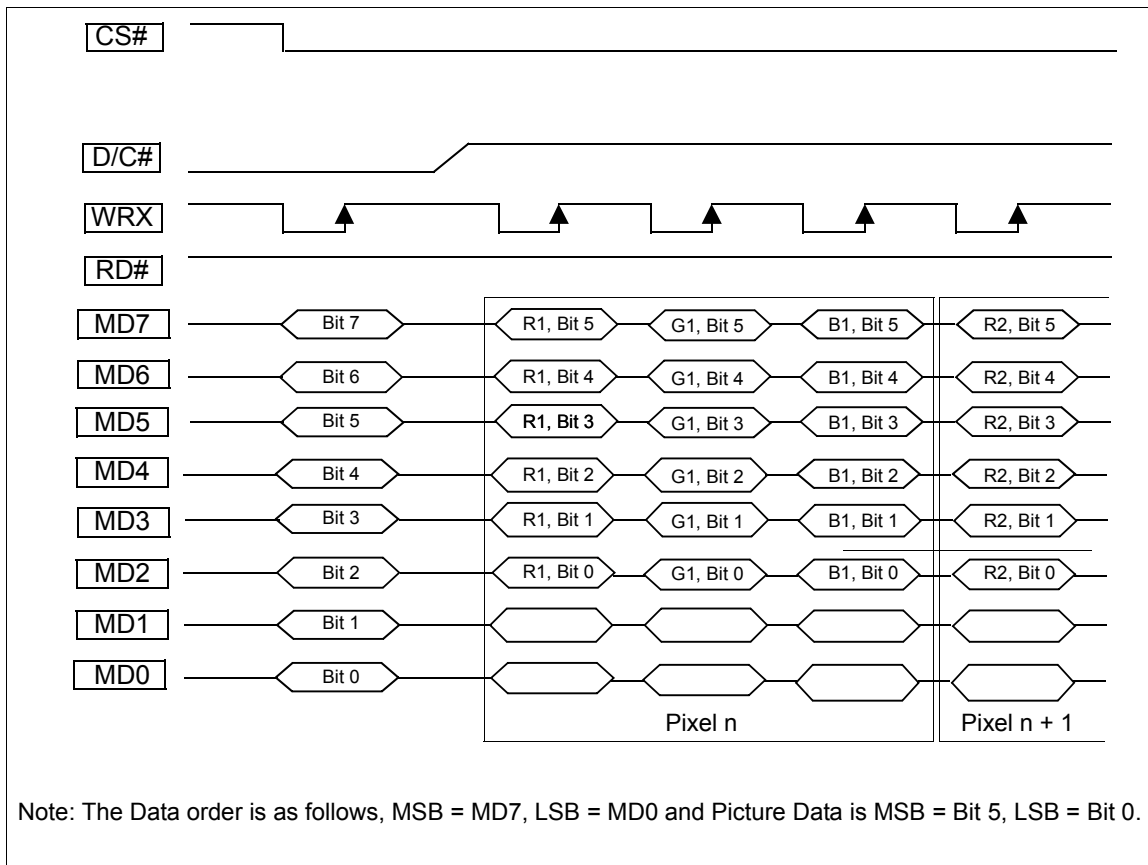 CS#
D/C#
WRX
RD#
MD7 Bit 7 R1, Bit 5 G1, Bit 5 B1, Bit 5 R2, Bit 5
MD6 Bit 6 R1, Bit 4 G1, Bit 4 B1, Bit 4 R2, Bit 4
MD5 Bit 5 R1, Bit 3 G1, Bit 3 B1, Bit 3 R2, Bit 3
MD4 Bit 4 R1, Bit 2 G1, Bit 2 B1, Bit 2 R2, Bit 2
MD3 Bit 3 R1, Bit 1 G1, Bit 1 B1, Bit 1 R2, Bit 1
MD2 Bit 2 R1, Bit 0 G1, Bit 0 B1, Bit 0 R2, Bit 0
MD1 Bit 1
MD0 Bit 0
Pixel n Pixel n + 1
Note: The Data order is as follows, MSB = MD7, LSB = MD0 and Picture Data is MSB = Bit 5, LSB = Bit 0.